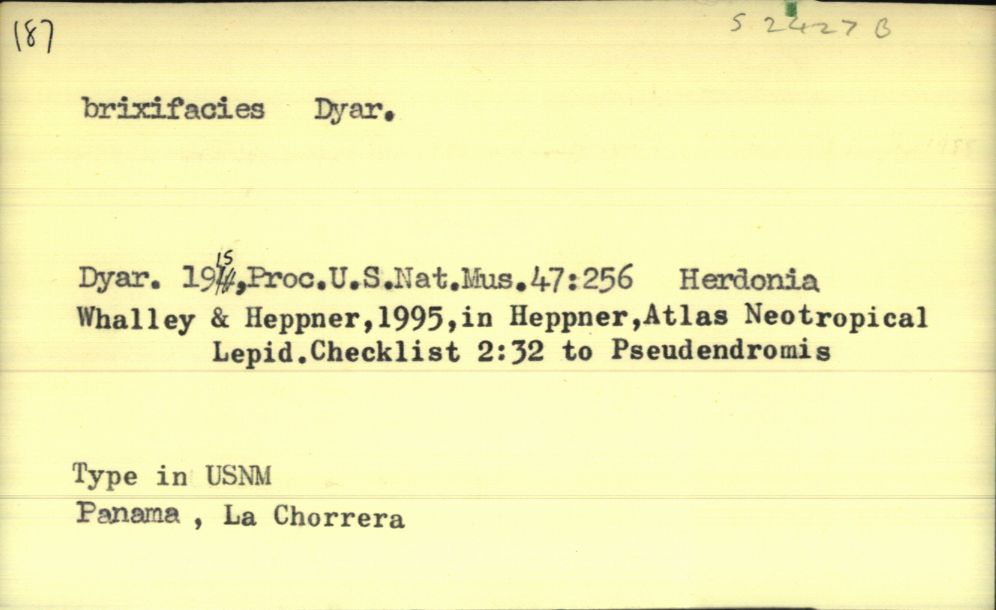 187
S 2427 B
brixifacies Dyar.
Dyar. 1915,Proc.U.S.Nat.Mus.47:256 Herdonia
Whalley & Heppner,1995,in Heppner,Atlas Neotropical
Lepid.Checklist 2:32 to Pseudendromis
Type in USNM
Panama , La Chorrera